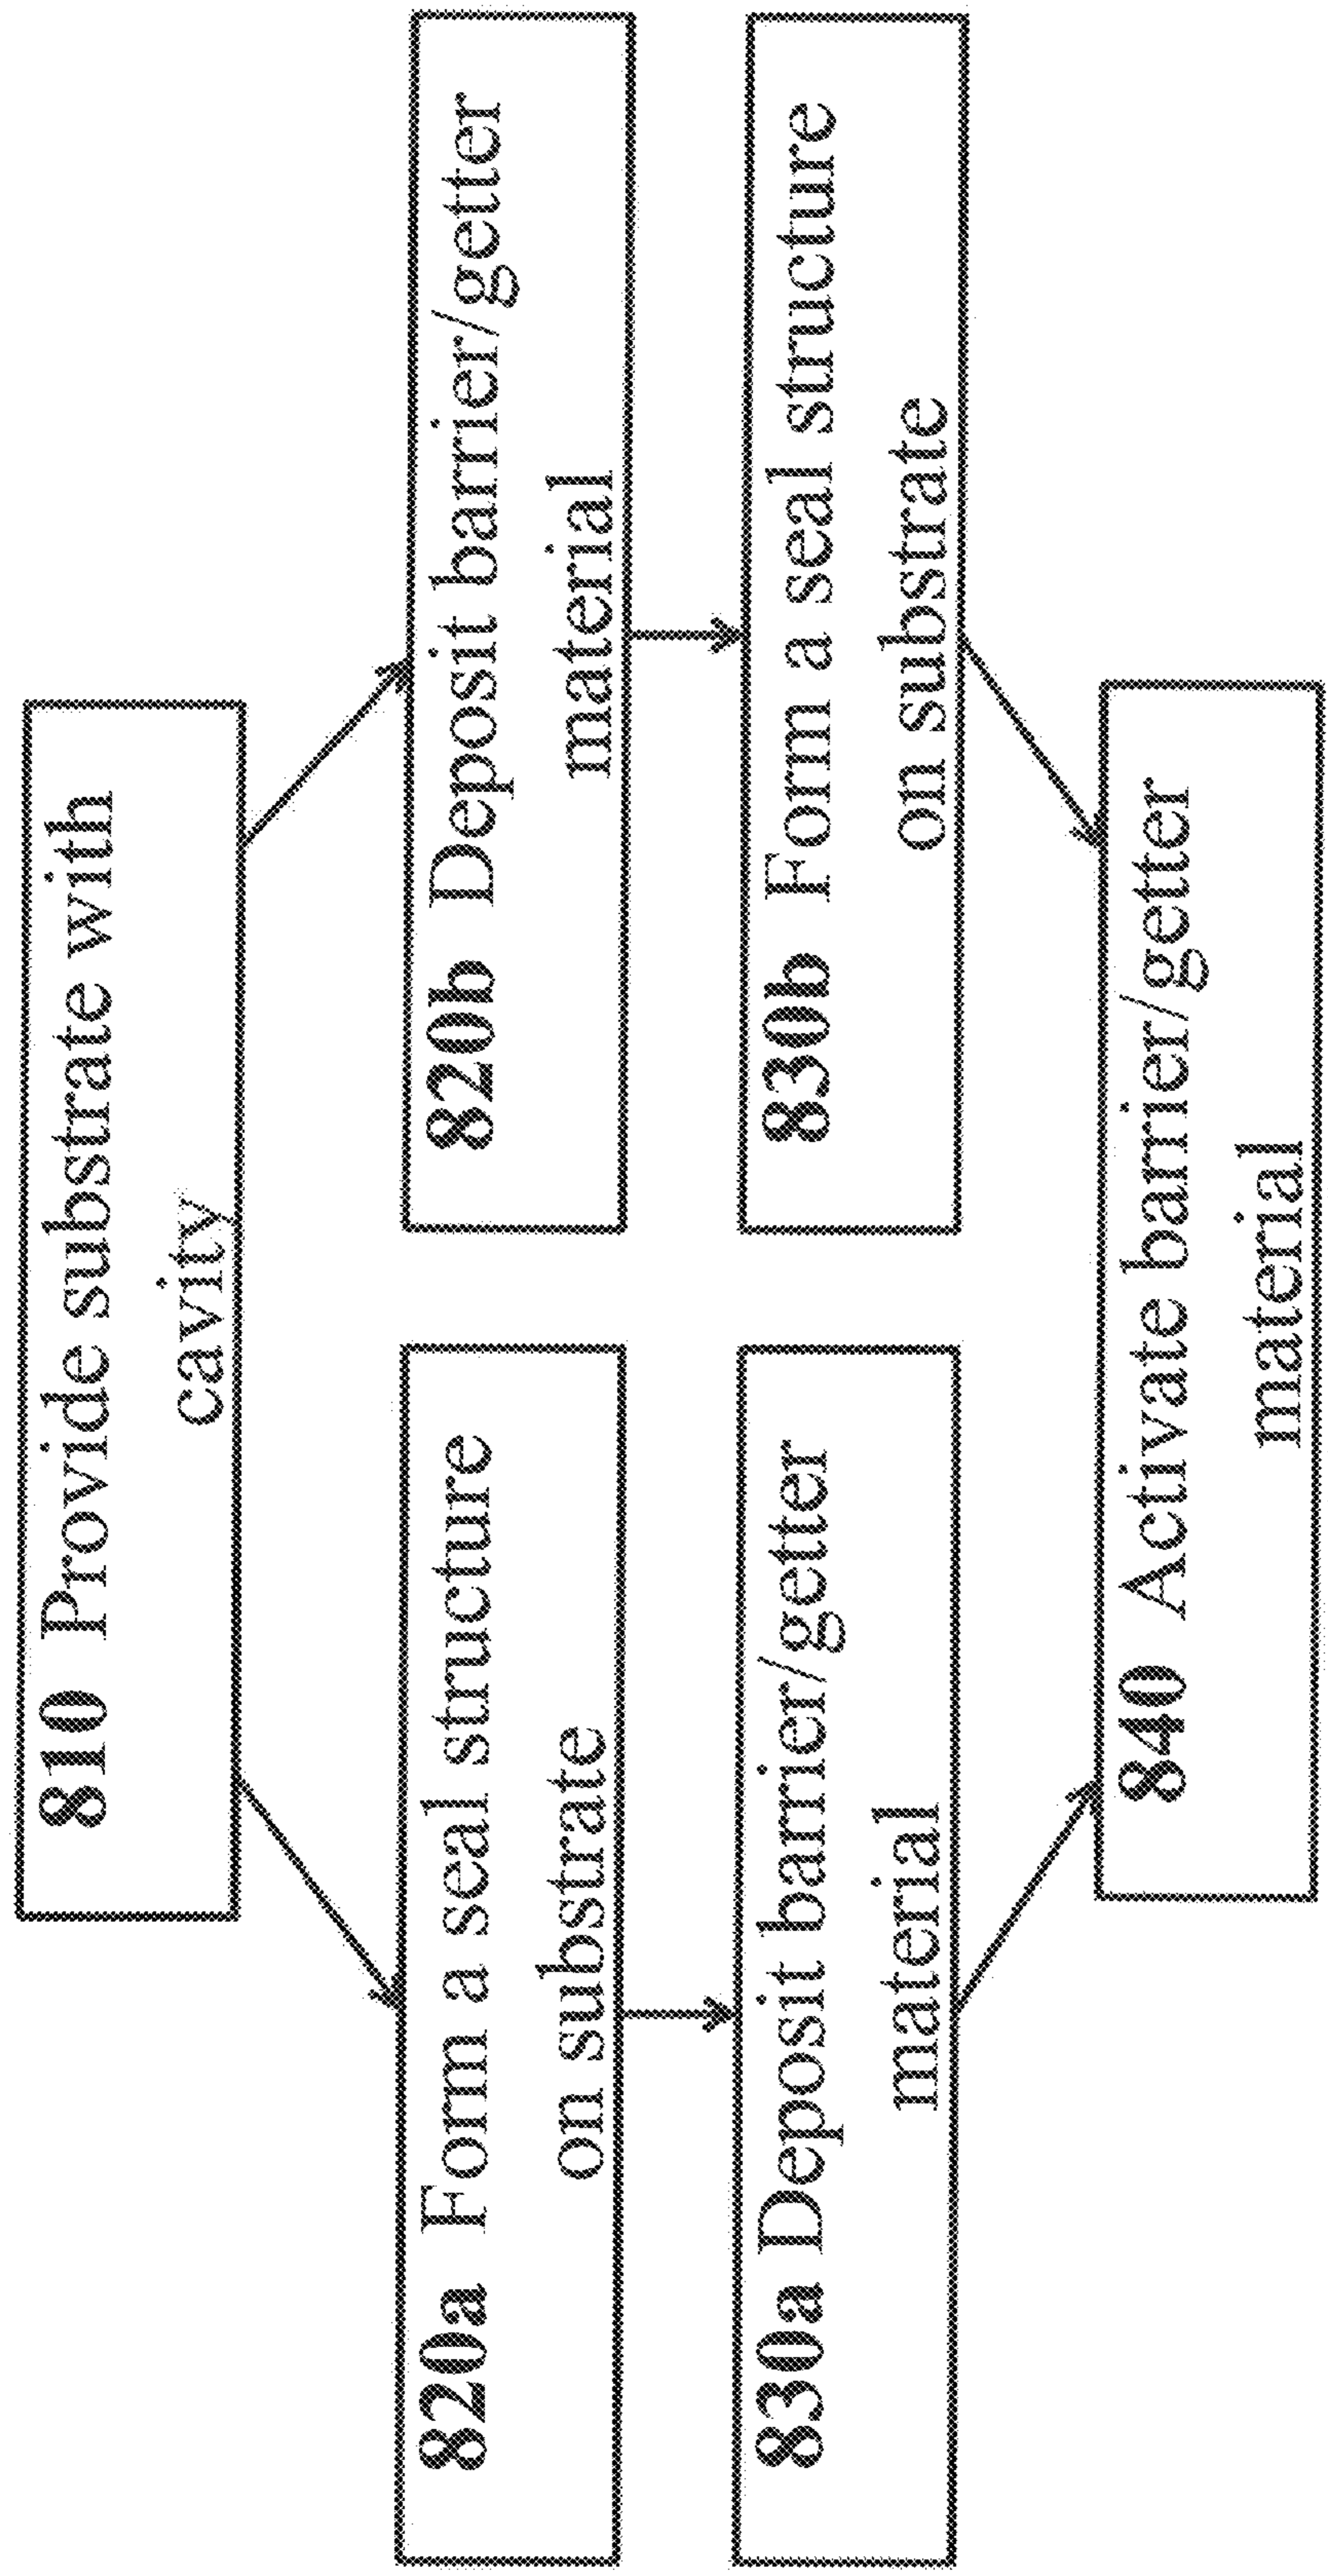 810 Provide substrate with
cavity
820a Form a seal structure
on substrate
820b Deposit barrier/getter
material
830a Deposit barrier/getter
material
830b Form a seal structure
on substrate
840 Activate barrier/getter
material